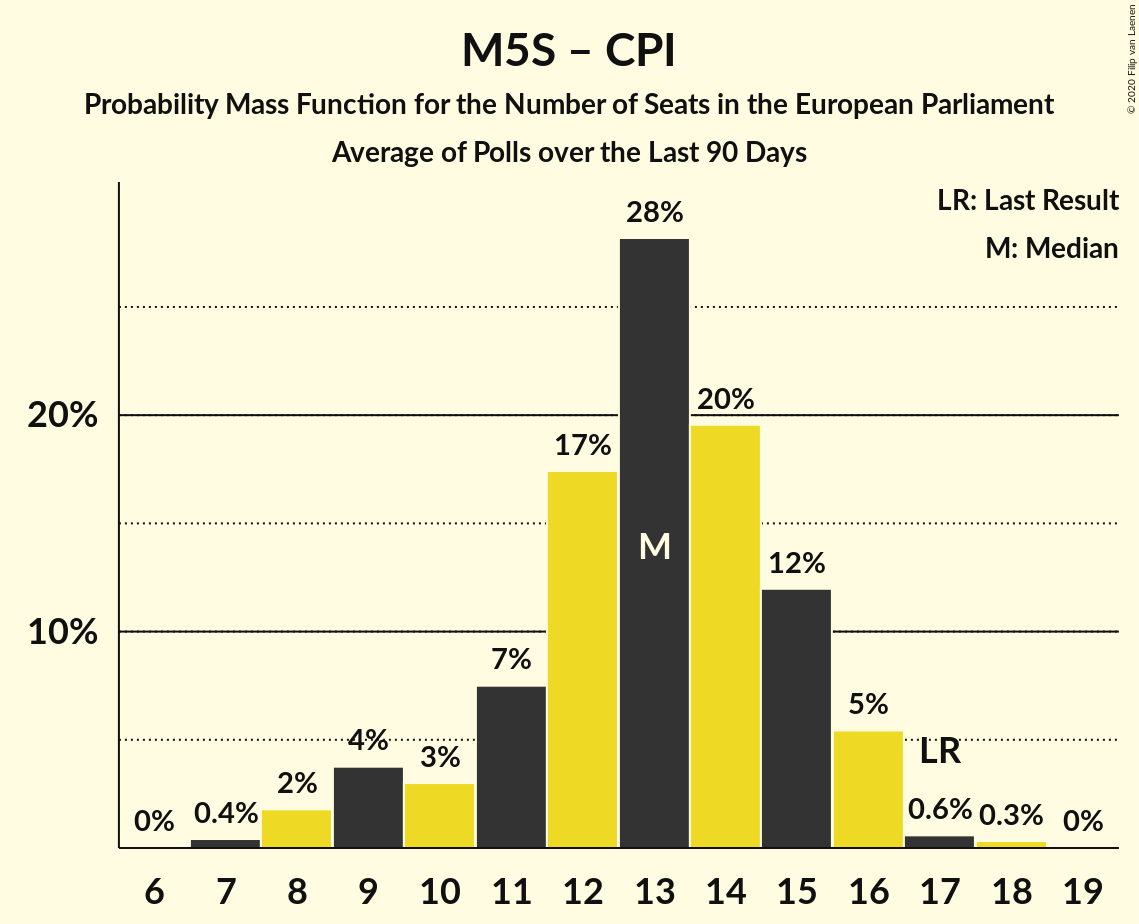 M5S – CPI
Probability Mass Function for the Number of Seats in the European Parliament
Average of Polls over the Last 90 Days
© 2020 Filip van Laenen
LR: Last Result
M: Median
28%
20%
20%
17%
M
12%
10%
7%
5%
LR
4%
3%
2%
0%
0.4%
0.6%
0.3%
0%
6 7 8 9 10 11 12 13 14 15 16 17 18 19